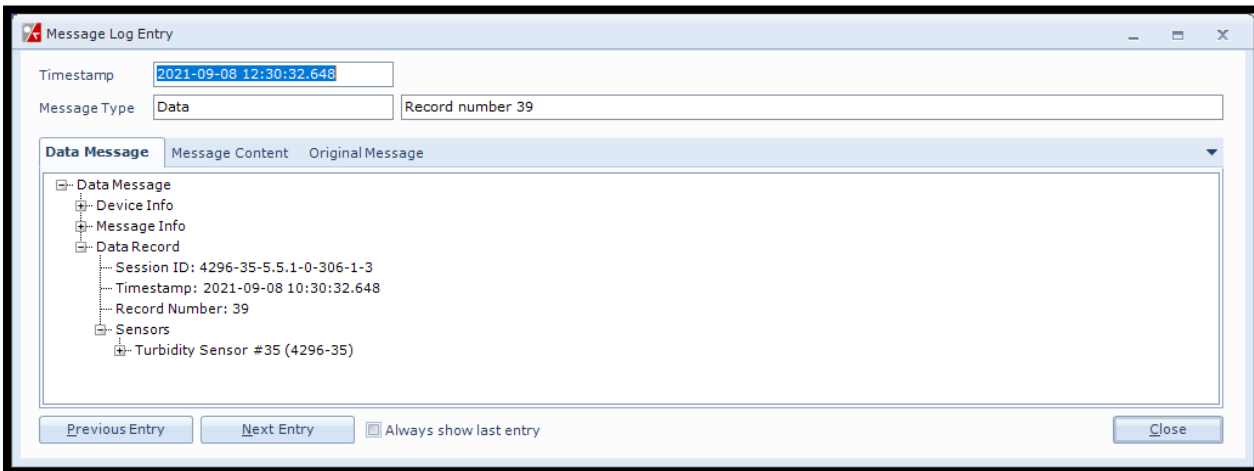 Message Log Entry
Timestamp 2021-09-08 12:30:32.648
Message Type Data Record number 39
Data Message Message Content Original Message
Data Message
Device Info
Message Info
Data Record
Session ID: 4296-35-5.5.1-0-306-1-3
Timestamp: 2021-09-08 10:30:32.648
Record Number: 39
Sensors
Turbidity Sensor #35 (4296-35)
Previous Entry Next Entry Always show last entry Close